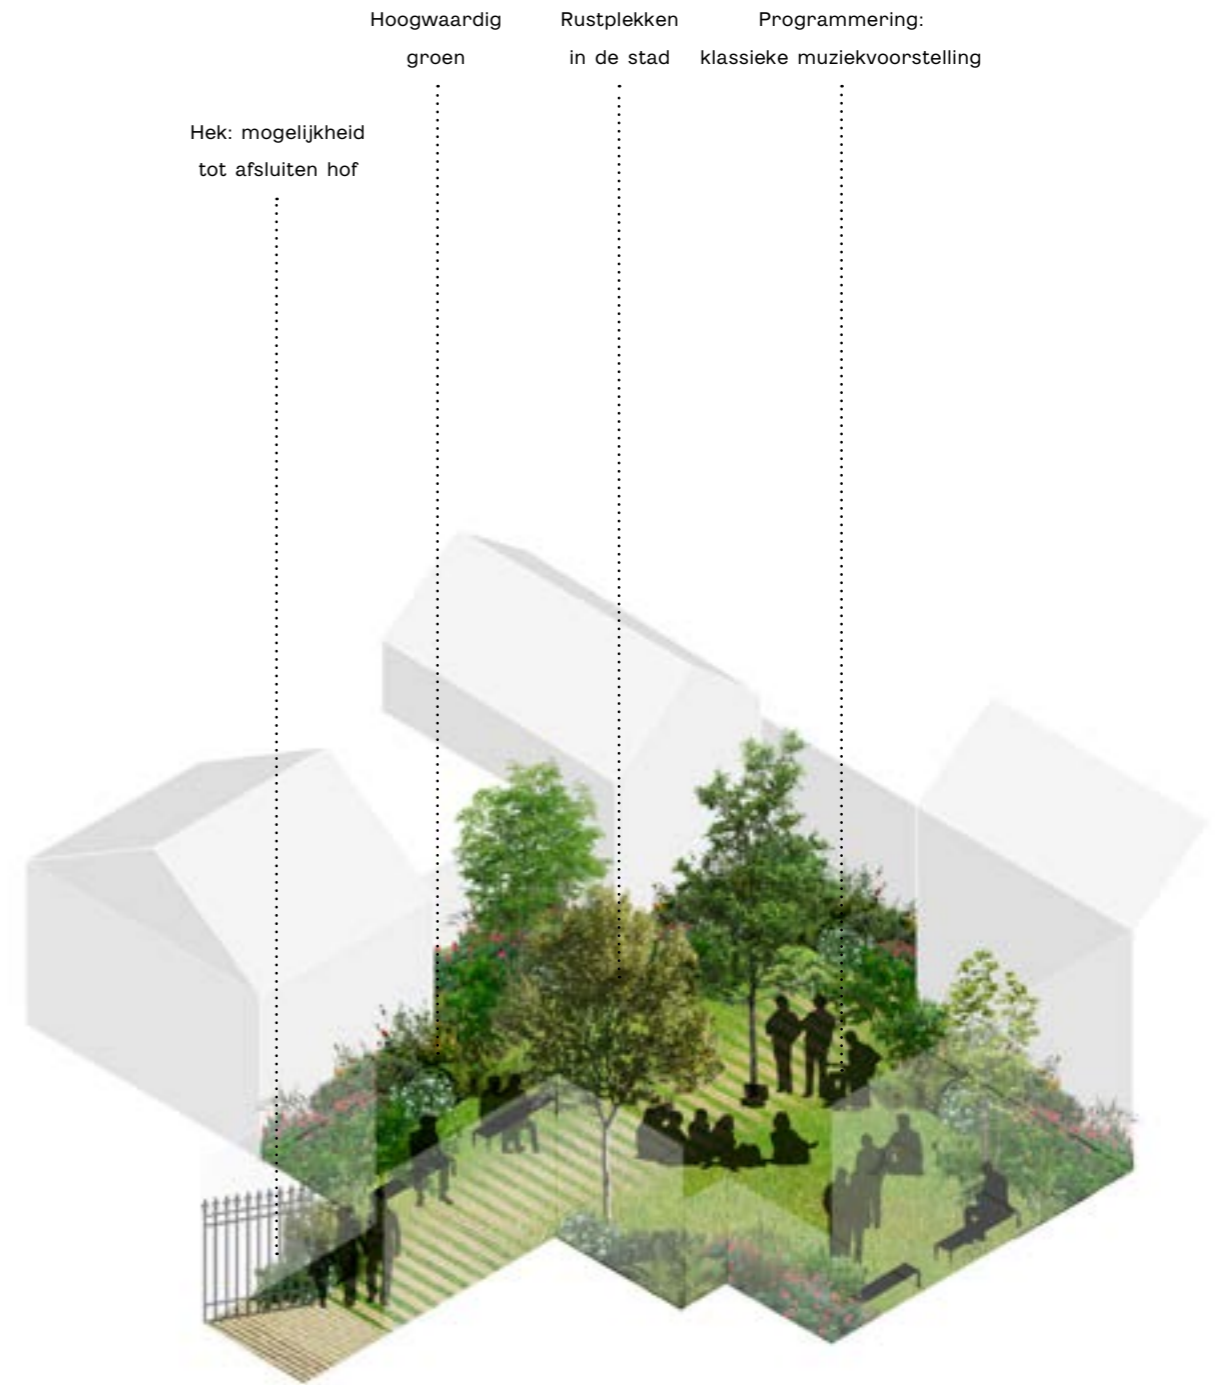 Hoogwaardig
groen
Rustplekken
in de stad
Programmering:
klassieke muziekvoorstelling
Hek: mogelijkheid
tot afsluiten hof